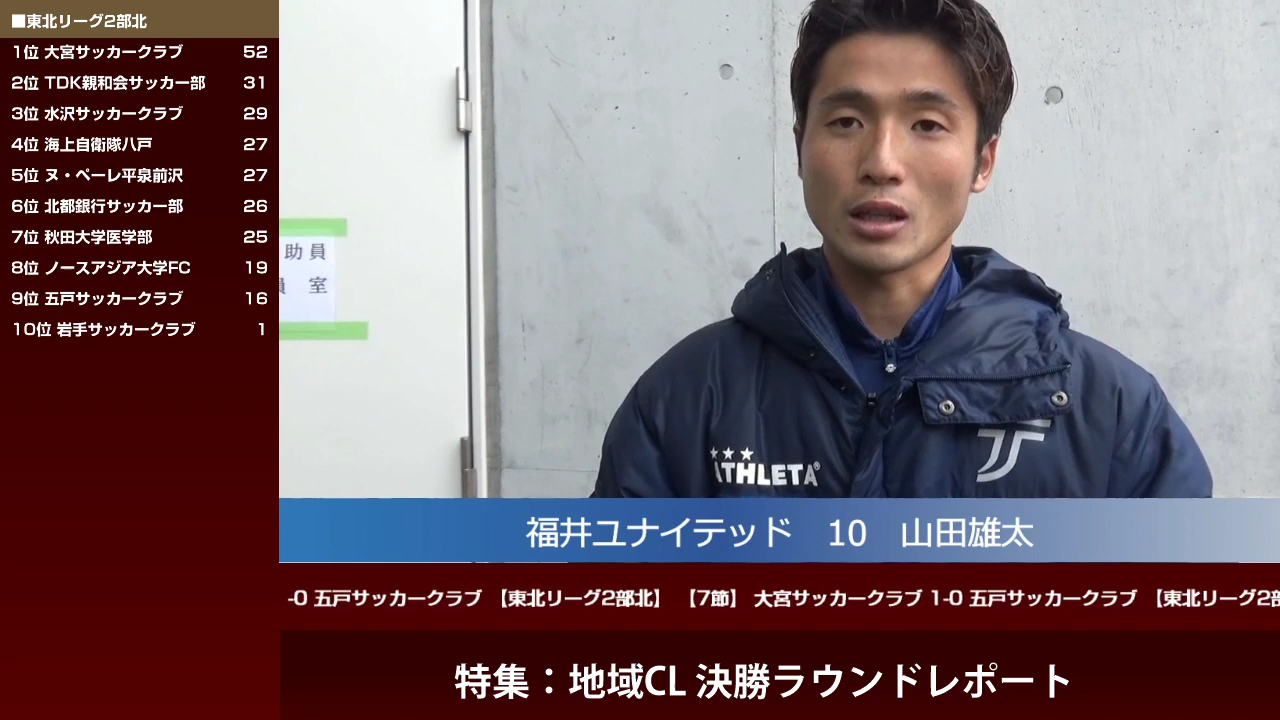 ■東北リーグ2部北
1位 大宮サッカークラブ 52
2位 TDK親和会サッカー部 31
3位 水沢サッカークラブ 29
4位 海上自衛隊八戸 27
5位 ヌ・ペーレ平泉前沢 27
6位 北都銀行サッカー部 26
7位 秋田大学医学部 25
8位 ノースアジア大学FC 19
9位 五戸サッカークラブ 16
10位 岩手サッカークラブ 1
助員
員 室
ATHLETA®
福井ユナイテッド 10 山田雄太
-0 五戸サッカークラブ 【東北リーグ2部北】 【7節】 大宮サッカークラブ 1-0 五戸サッカークラブ 【東北リーグ2部
特集：地域CL 決勝ラウンドレポート